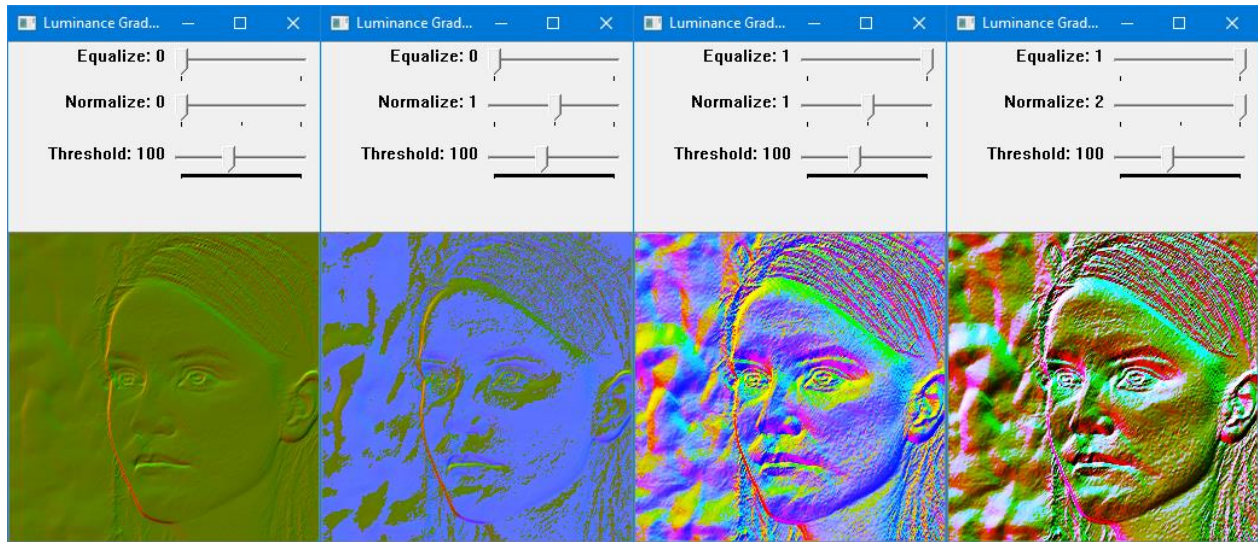 Luminance Grad...
Equalize: 0
Normalize: 0
Threshold: 100
Luminance Grad...
Equalize: 0
Normalize: 1
Threshold: 100
Luminance Grad...
Equalize: 1
Normalize: 1
Threshold: 100
Luminance Grad...
Equalize: 1
Normalize: 2
Threshold: 100